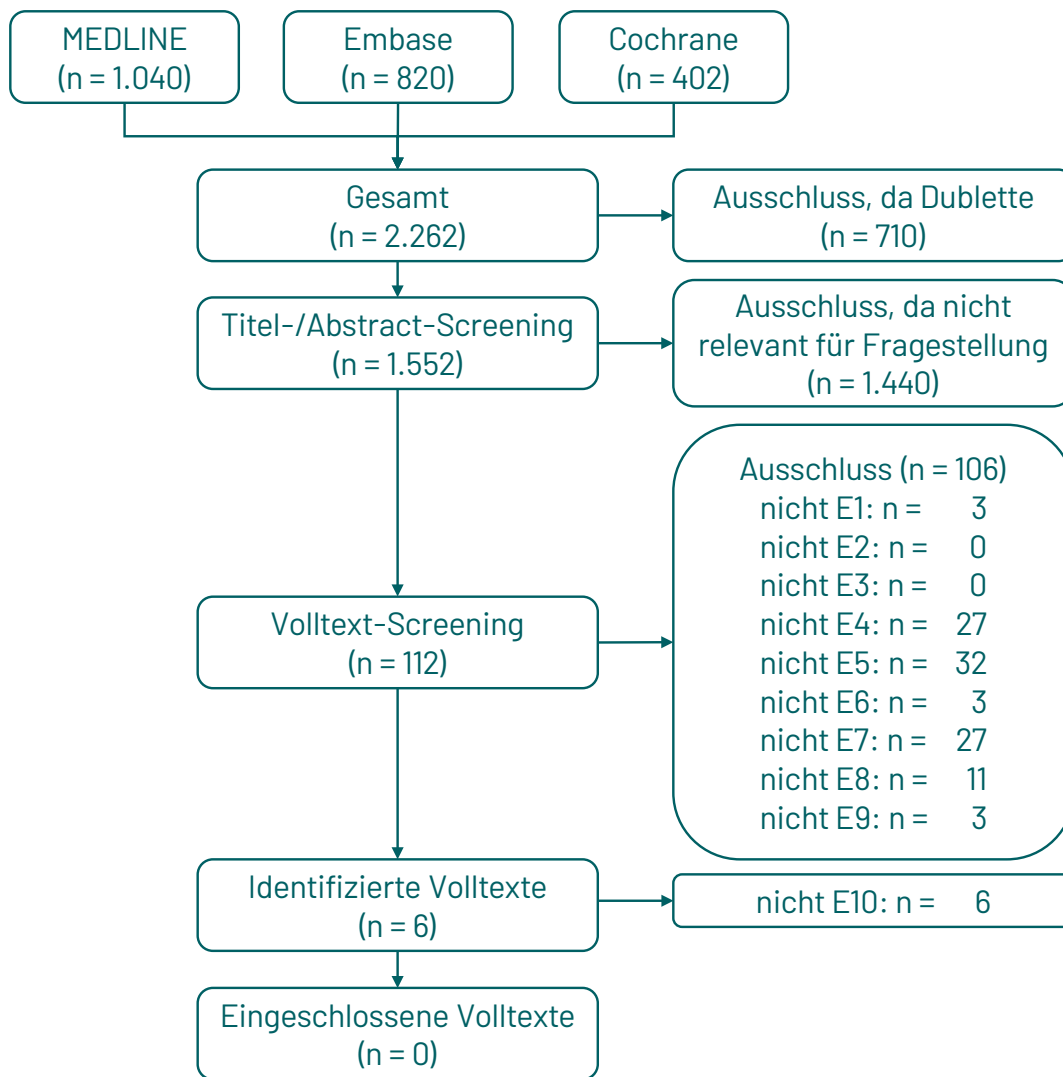 MEDLINE
(n = 1.040)
Embase
(n = 820)
Cochrane
(n = 402)
Gesamt
(n = 2.262)
Ausschluss, da Dublette
(n = 710)
Titel-/Abstract-Screening
(n = 1.552)
Ausschluss, da nicht
relevant für Fragestellung
(n = 1.440)
Volltext-Screening
(n = 112)
Ausschluss (n = 106)
nicht E1: n = 3
nicht E2: n = 0
nicht E3: n = 0
nicht E4: n = 27
nicht E5: n = 32
nicht E6: n = 3
nicht E7: n = 27
nicht E8: n = 11
nicht E9: n = 3
Identifizierte Volltexte
(n = 6)
nicht E10: n = 6
Eingeschlossene Volltexte
(n = 0)